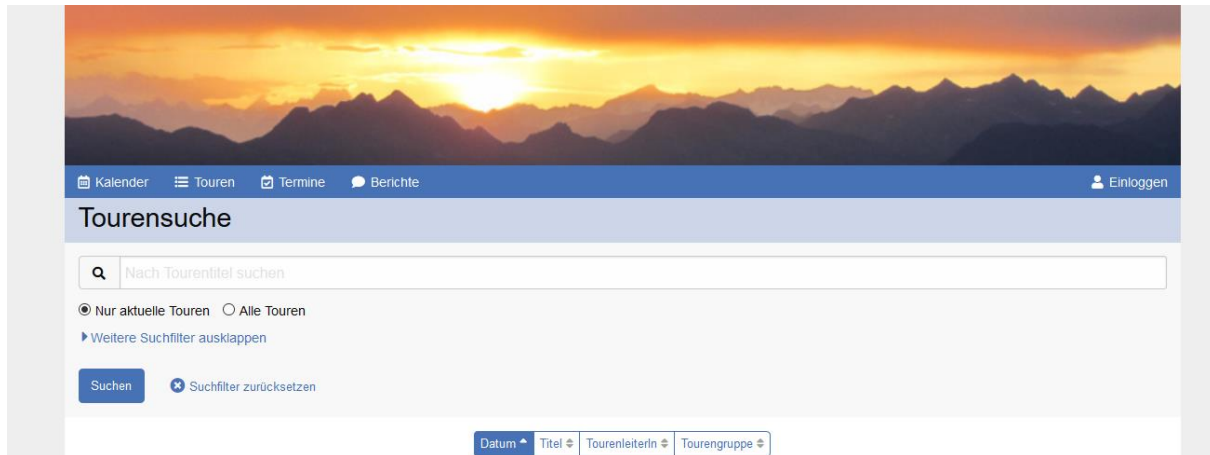 Kalender Touren Termine Berichte Einloggen
Tourensuche
Nach Tourentitel suchen
Nur aktuelle Touren Alle Touren
Weitere Suchfilter ausklappen
Suchen Suchfilter zurücksetzen
Datum Titel TourenleiterIn Tourengruppe